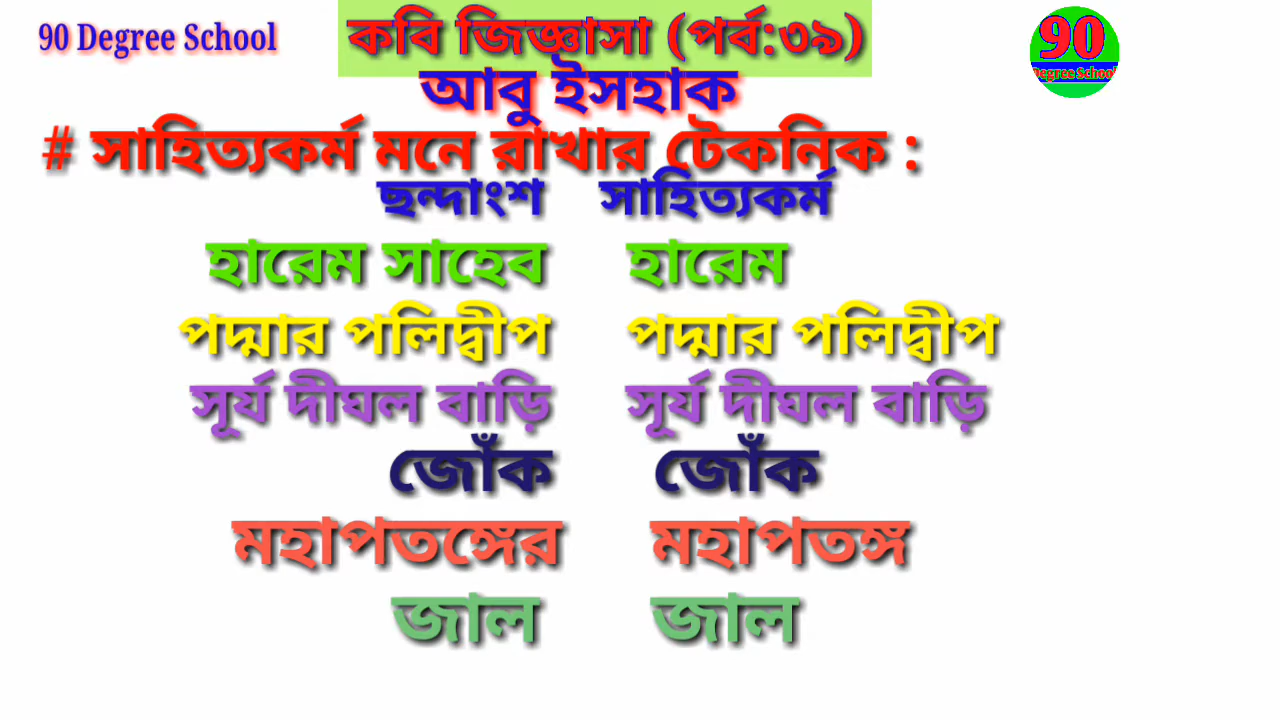 90 Degree School
কবি জিজ্ঞাসা (পর্ব:৩৯)
90
Degree School
আবু ইসহাক
# সাহিত্যকর্ম মনে রাখার টেকনিক :
ছন্দাংশ সাহিত্যকর্ম
হারেম সাহেব হারেম
পদ্মার পলিদ্বীপ পদ্মার পলিদ্বীপ
সূর্য দীঘল বাড়ি সূর্য দীঘল বাড়ি
জোঁক জোঁক
মহাপতঙ্গের মহাপতঙ্গ
জাল জাল